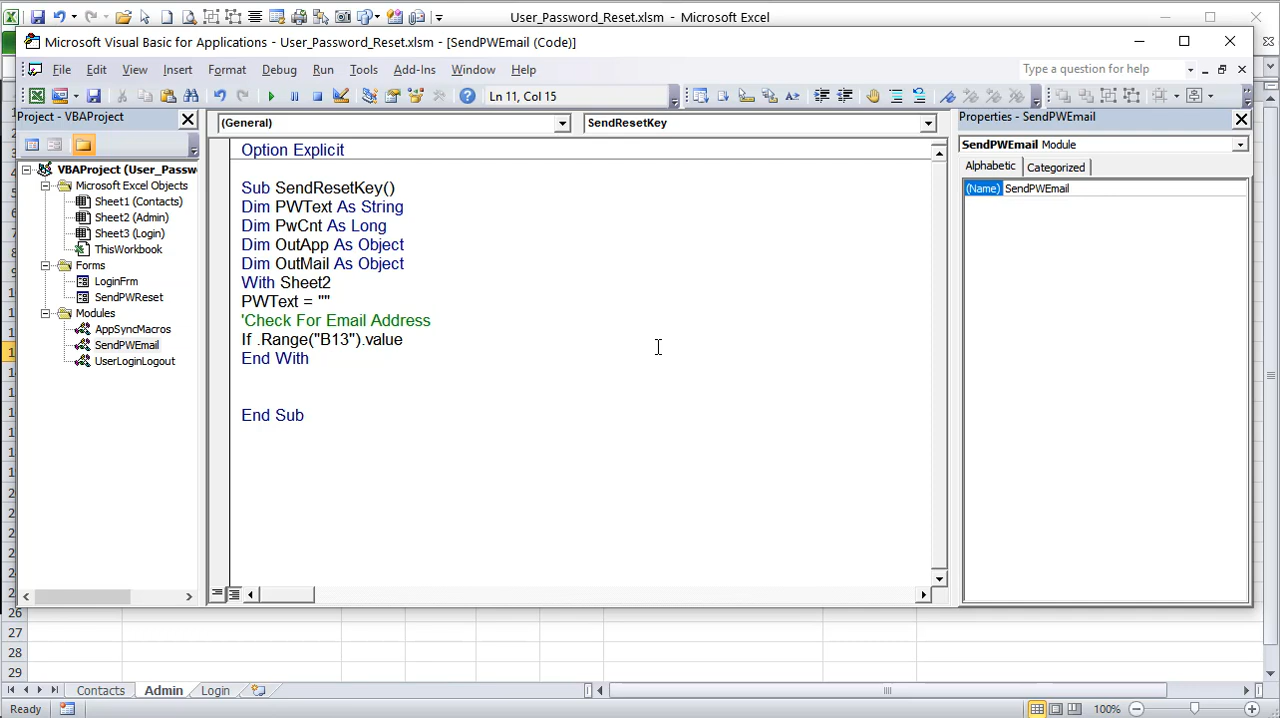 User_Password_Reset.xlsm - Microsoft Excel
Microsoft Visual Basic for Applications - User_Password_Reset.xlsm - [SendPWEmail (Code)]
File Edit View Insert Format Debug Run Tools Add-Ins Window Help
Type a question for help
Ln 11, Col 15
Project - VBAProject
(General)
SendResetKey
Properties - SendPWEmail
SendPWEmail Module
Alphabetic Categorized
(Name) SendPWEmail
VBAProject (User_Passw
Microsoft Excel Objects
Sheet1 (Contacts)
Sheet2 (Admin)
Sheet3 (Login)
ThisWorkbook
Forms
LoginFrm
SendPWReset
Modules
AppSyncMacros
SendPWEmail
UserLoginLogout
Option Explicit
Sub SendResetKey()
Dim PWText As String
Dim PwCnt As Long
Dim OutApp As Object
Dim OutMail As Object
With Sheet2
PWText = ""
'Check For Email Address
If .Range("B13").value
End With
End Sub
26
27
28
29
Contacts Admin Login
Ready
100%